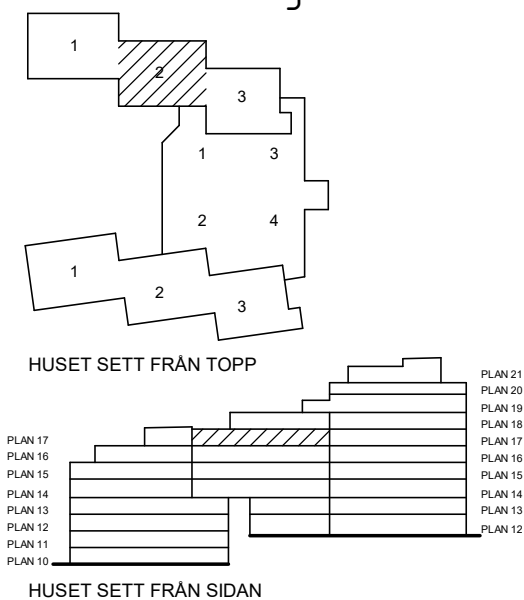 1
2
3
1 3
2 4
1
2
3
HUSET SETT FRÅN TOPP
PLAN 21
PLAN 20
PLAN 19
PLAN 18
PLAN 17
PLAN 16
PLAN 15
PLAN 14
PLAN 13
PLAN 12
PLAN 17
PLAN 16
PLAN 15
PLAN 14
PLAN 13
PLAN 12
PLAN 11
PLAN 10
HUSET SETT FRÅN SIDAN